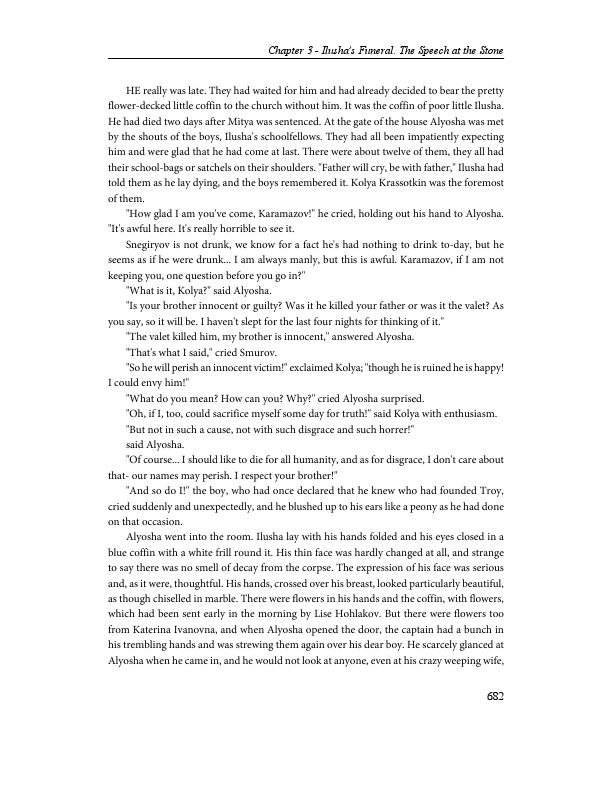 Chapter 3 - Ilusha's Funeral. The Speech at the Stone
HE really was late. They had waited for him and had already decided to bear the pretty
flower-decked little coffin to the church without him. It was the coffin of poor little Ilusha.
He had died two days after Mitya was sentenced. At the gate of the house Alyosha was met
by the shouts of the boys, Ilusha's schoolfellows. They had all been impatiently expecting
him and were glad that he had come at last. There were about twelve of them, they all had
their school-bags or satchels on their shoulders. "Father will cry, be with father," Ilusha had
told them as he lay dying, and the boys remembered it. Kolya Krassotkin was the foremost
of them.
"How glad I am you've come, Karamazov!" he cried, holding out his hand to Alyosha.
"It's awful here. It's really horrible to see it.
Snegiryov is not drunk, we know for a fact he's had nothing to drink to-day, but he
seems as if he were drunk... I am always manly, but this is awful. Karamazov, if I am not
keeping you, one question before you go in?"
"What is it, Kolya?" said Alyosha.
"Is your brother innocent or guilty? Was it he killed your father or was it the valet? As
you say, so it will be. I haven't slept for the last four nights for thinking of it."
"The valet killed him, my brother is innocent," answered Alyosha.
"That's what I said," cried Smurov.
"So he will perish an innocent victim!" exclaimed Kolya; "though he is ruined he is happy!
I could envy him!"
"What do you mean? How can you? Why?" cried Alyosha surprised.
"Oh, if I, too, could sacrifice myself some day for truth!" said Kolya with enthusiasm.
"But not in such a cause, not with such disgrace and such horrer!"
said Alyosha.
"Of course... I should like to die for all humanity, and as for disgrace, I don't care about
that- our names may perish. I respect your brother!"
"And so do I!" the boy, who had once declared that he knew who had founded Troy,
cried suddenly and unexpectedly, and he blushed up to his ears like a peony as he had done
on that occasion.
Alyosha went into the room. Ilusha lay with his hands folded and his eyes closed in a
blue coffin with a white frill round it. His thin face was hardly changed at all, and strange
to say there was no smell of decay from the corpse. The expression of his face was serious
and, as it were, thoughtful. His hands, crossed over his breast, looked particularly beautiful,
as though chiselled in marble. There were flowers in his hands and the coffin, with flowers,
which had been sent early in the morning by Lise Hohlakov. But there were flowers too
from Katerina Ivanovna, and when Alyosha opened the door, the captain had a bunch in
his trembling hands and was strewing them again over his dear boy. He scarcely glanced at
Alyosha when he came in, and he would not look at anyone, even at his crazy weeping wife,
682